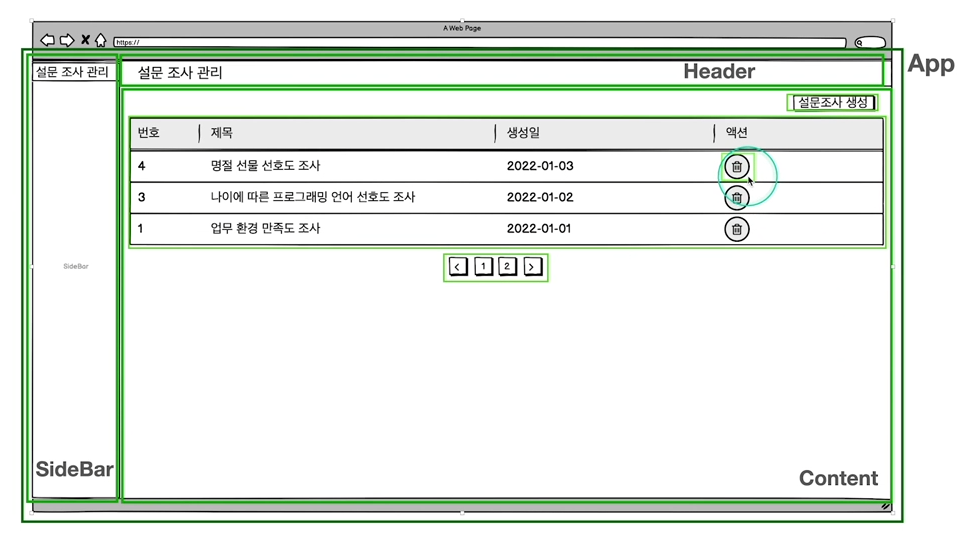 A Web Page
https://
App
설문 조사 관리
설문 조사 관리
Header
설문조사 생성
번호 제목 생성일 액션
4 명절 선물 선호도 조사 2022-01-03
3 나이에 따른 프로그래밍 언어 선호도 조사 2022-01-02
1 업무 환경 만족도 조사 2022-01-01
< 1 2 >
SideBar
SideBar
Content